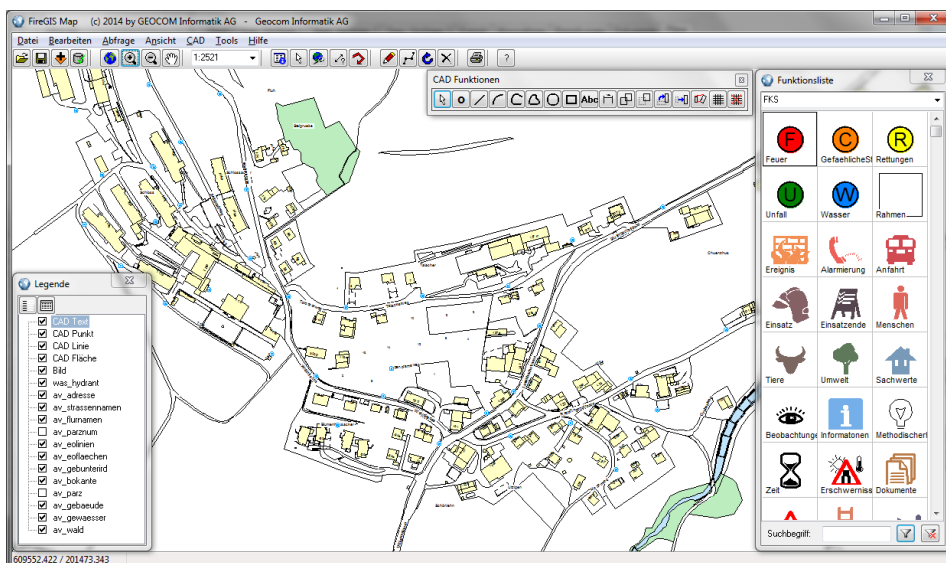 FireGIS Map (c) 2014 by GEOCOM Informatik AG - Geocom Informatik AG
Datei Bearbeiten Abfrage Ansicht CAD Tools Hilfe
1:2521
CAD Funktionen
Abc
Funktionsliste
FKS
F C R
Feuer GefaehlicheSt Rettungen
U W
Unfall Wasser Rahmen
Ereignis Alarmierung Anfahrt
Einsatz Einsatzende Menschen
Tiere Umwelt Sachwerte
Beobachtunge Informatonen Methodischerl
Zeit Erschwerniss Dokumente
Suchbegriff:
Legende
CAD Text
CAD Punkt
CAD Linie
CAD Fläche
Bild
was_hydrant
av_adresse
av_strassennamen
av_flurnamen
av_parznum
av_eolinien
av_eoflaechen
av_gebunterird
av_bokante
av_parz
av_gebaeude
av_gewaesser
av_wald
609552.422 / 201473.343